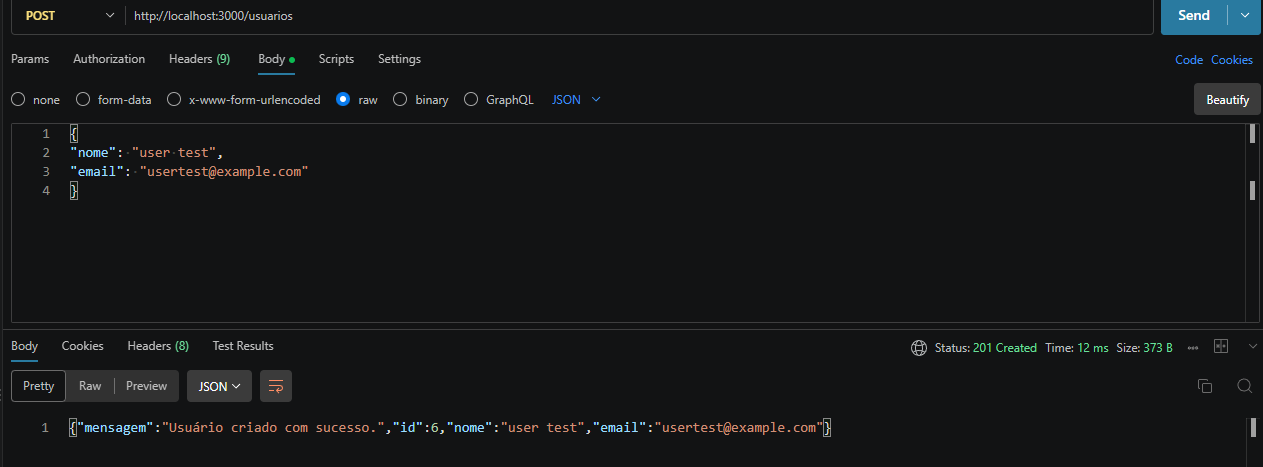 POST http://localhost:3000/usuarios Send
Params Authorization Headers (9) Body Scripts Settings Code Cookies
none form-data x-www-form-urlencoded raw binary GraphQL JSON Beautify
1 {
2 "nome": "user test",
3 "email": "usertest@example.com"
4 }
Body Cookies Headers (8) Test Results Status: 201 Created Time: 12 ms Size: 373 B
Pretty Raw Preview JSON
1 {"mensagem":"Usuário criado com sucesso.","id":6,"nome":"user test","email":"usertest@example.com"}